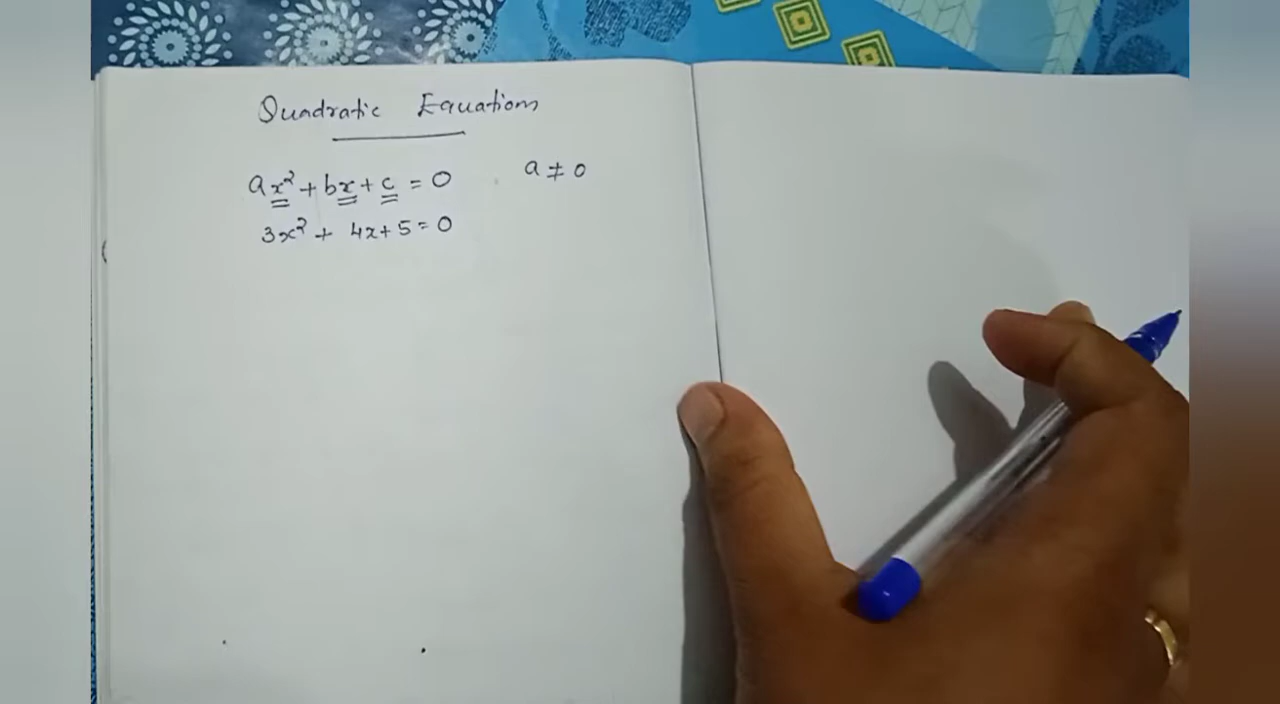 Quadratic Equations
ax² + bx + c = 0 a ≠ 0
3x² + 4x + 5 = 0